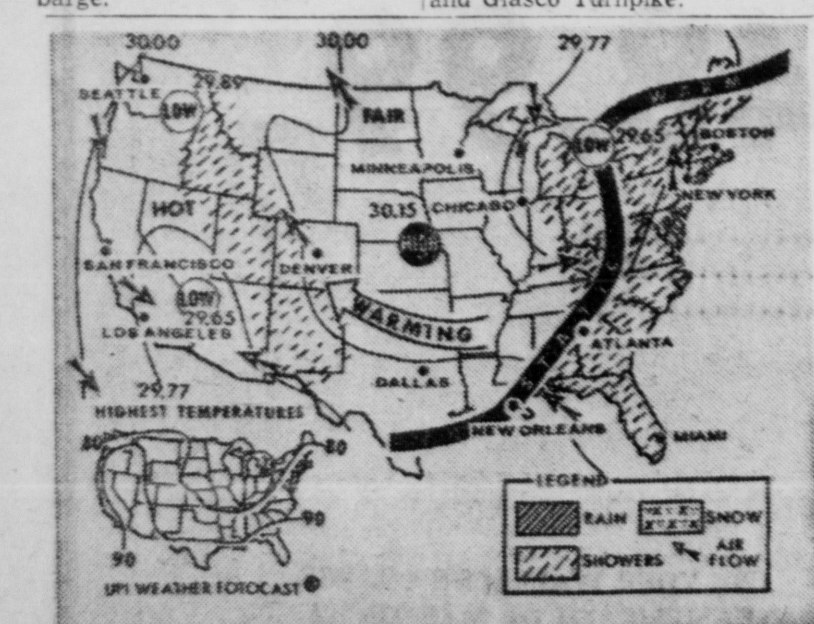 barge.
and Glasco Turnpike.
30.00
30.00
29.77
SEATTLE
29.89
LOW
FAIR
WARM
LOW
29.65
BOSTON
MINNEAPOLIS
NEW YORK
HOT
30.15
CHICAGO
HIGH
SAN FRANCISCO
DENVER
LOW
29.65
LOS ANGELES
WARMING
STATIC
ATLANTA
DALLAS
29.77
HIGHEST TEMPERATURES
NEW ORLEANS
MIAMI
80
80
90
90
LEGEND
RAIN
SNOW
SHOWERS
AIR
FLOW
UPI WEATHER FOTOCAST ©